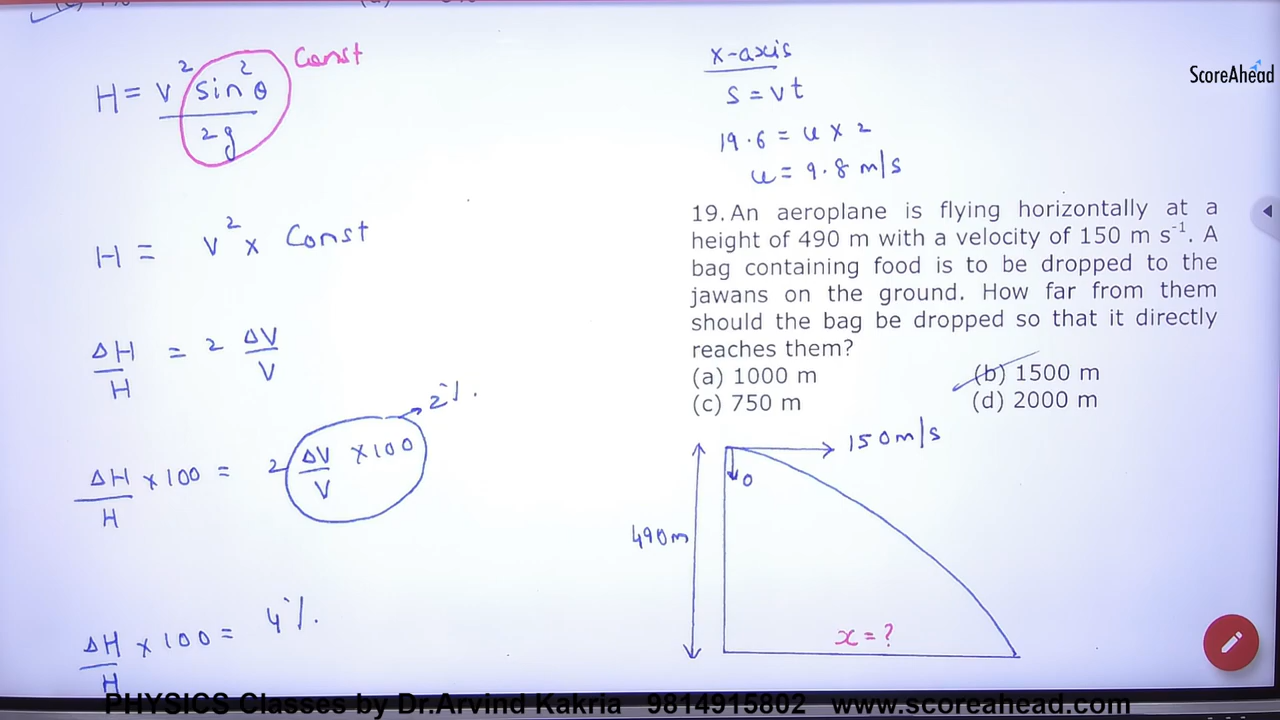 H = v² sin²θ
2g
Const
H = v² x Const
ΔH = 2 ΔV
H V
ΔH x 100 = 2 ΔV x 100 → 2%.
H V
ΔH x 100 = 4%.
H
x-axis
s = vt
19.6 = u x 2
u = 9.8 m/s
ScoreAhead
19. An aeroplane is flying horizontally at a
height of 490 m with a velocity of 150 m s⁻¹. A
bag containing food is to be dropped to the
jawans on the ground. How far from them
should the bag be dropped so that it directly
reaches them?
(a) 1000 m (b) 1500 m
(c) 750 m (d) 2000 m
150 m/s
0
490m
x = ?
PHYSICS Classes by Dr.Arvind Kakria 9814915802 www.scoreahead.com